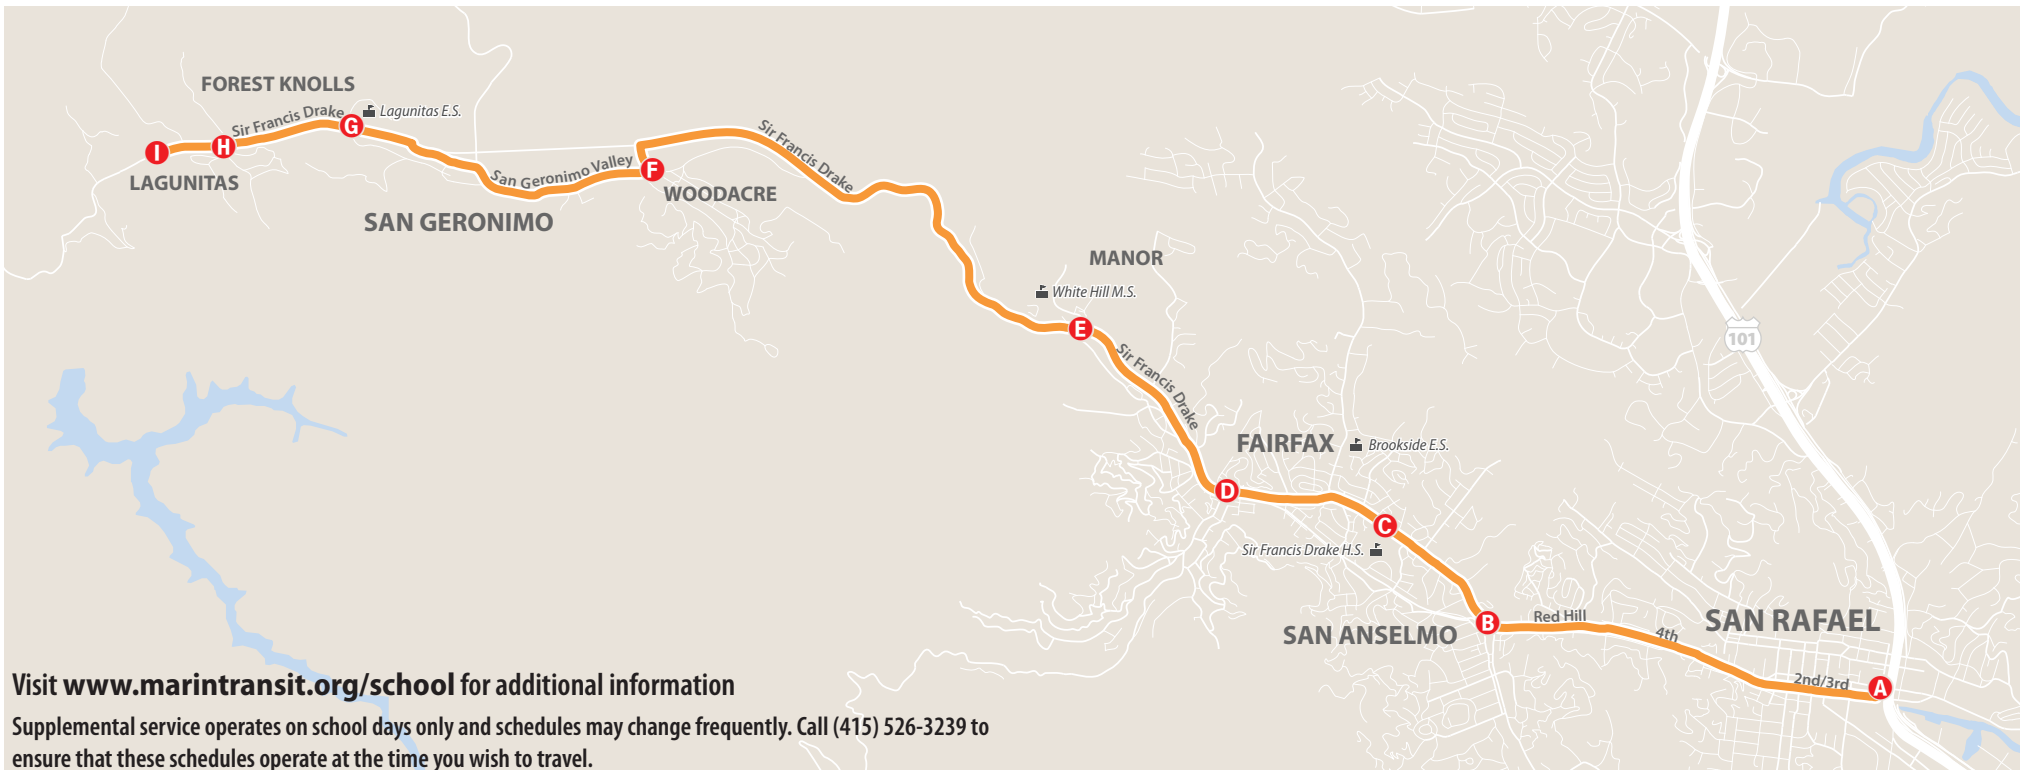 FOREST KNOLLS
Sir Francis Drake
G
Lagunitas E.S.
I
H
LAGUNITAS
San Geronimo Valley
F
WOODACRE
SAN GERONIMO
Sir Francis Drake
MANOR
White Hill M.S.
E
Sir Francis Drake
101
FAIRFAX
Brookside E.S.
D
C
Sir Francis Drake H.S.
B
SAN ANSELMO
Red Hill
4th
SAN RAFAEL
2nd/3rd
A
Visit www.marintransit.org/school for additional information
Supplemental service operates on school days only and schedules may change frequently. Call (415) 526-3239 to
ensure that these schedules operate at the time you wish to travel.